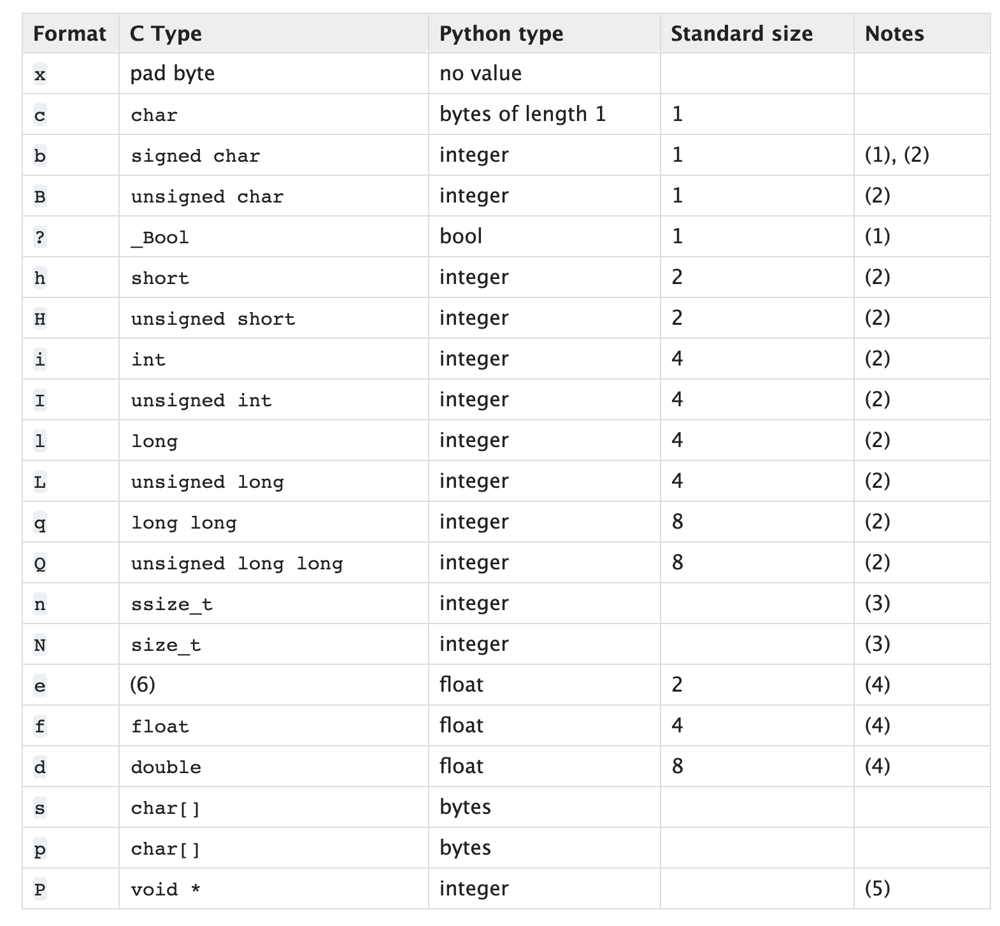 Format C Type Python type Standard size Notes
x pad byte no value
c char bytes of length 1 1
b signed char integer 1 (1), (2)
B unsigned char integer 1 (2)
? _Bool bool 1 (1)
h short integer 2 (2)
H unsigned short integer 2 (2)
i int integer 4 (2)
I unsigned int integer 4 (2)
l long integer 4 (2)
L unsigned long integer 4 (2)
q long long integer 8 (2)
Q unsigned long long integer 8 (2)
n ssize_t integer (3)
N size_t integer (3)
e (6) float 2 (4)
f float float 4 (4)
d double float 8 (4)
s char[] bytes
p char[] bytes
P void * integer (5)